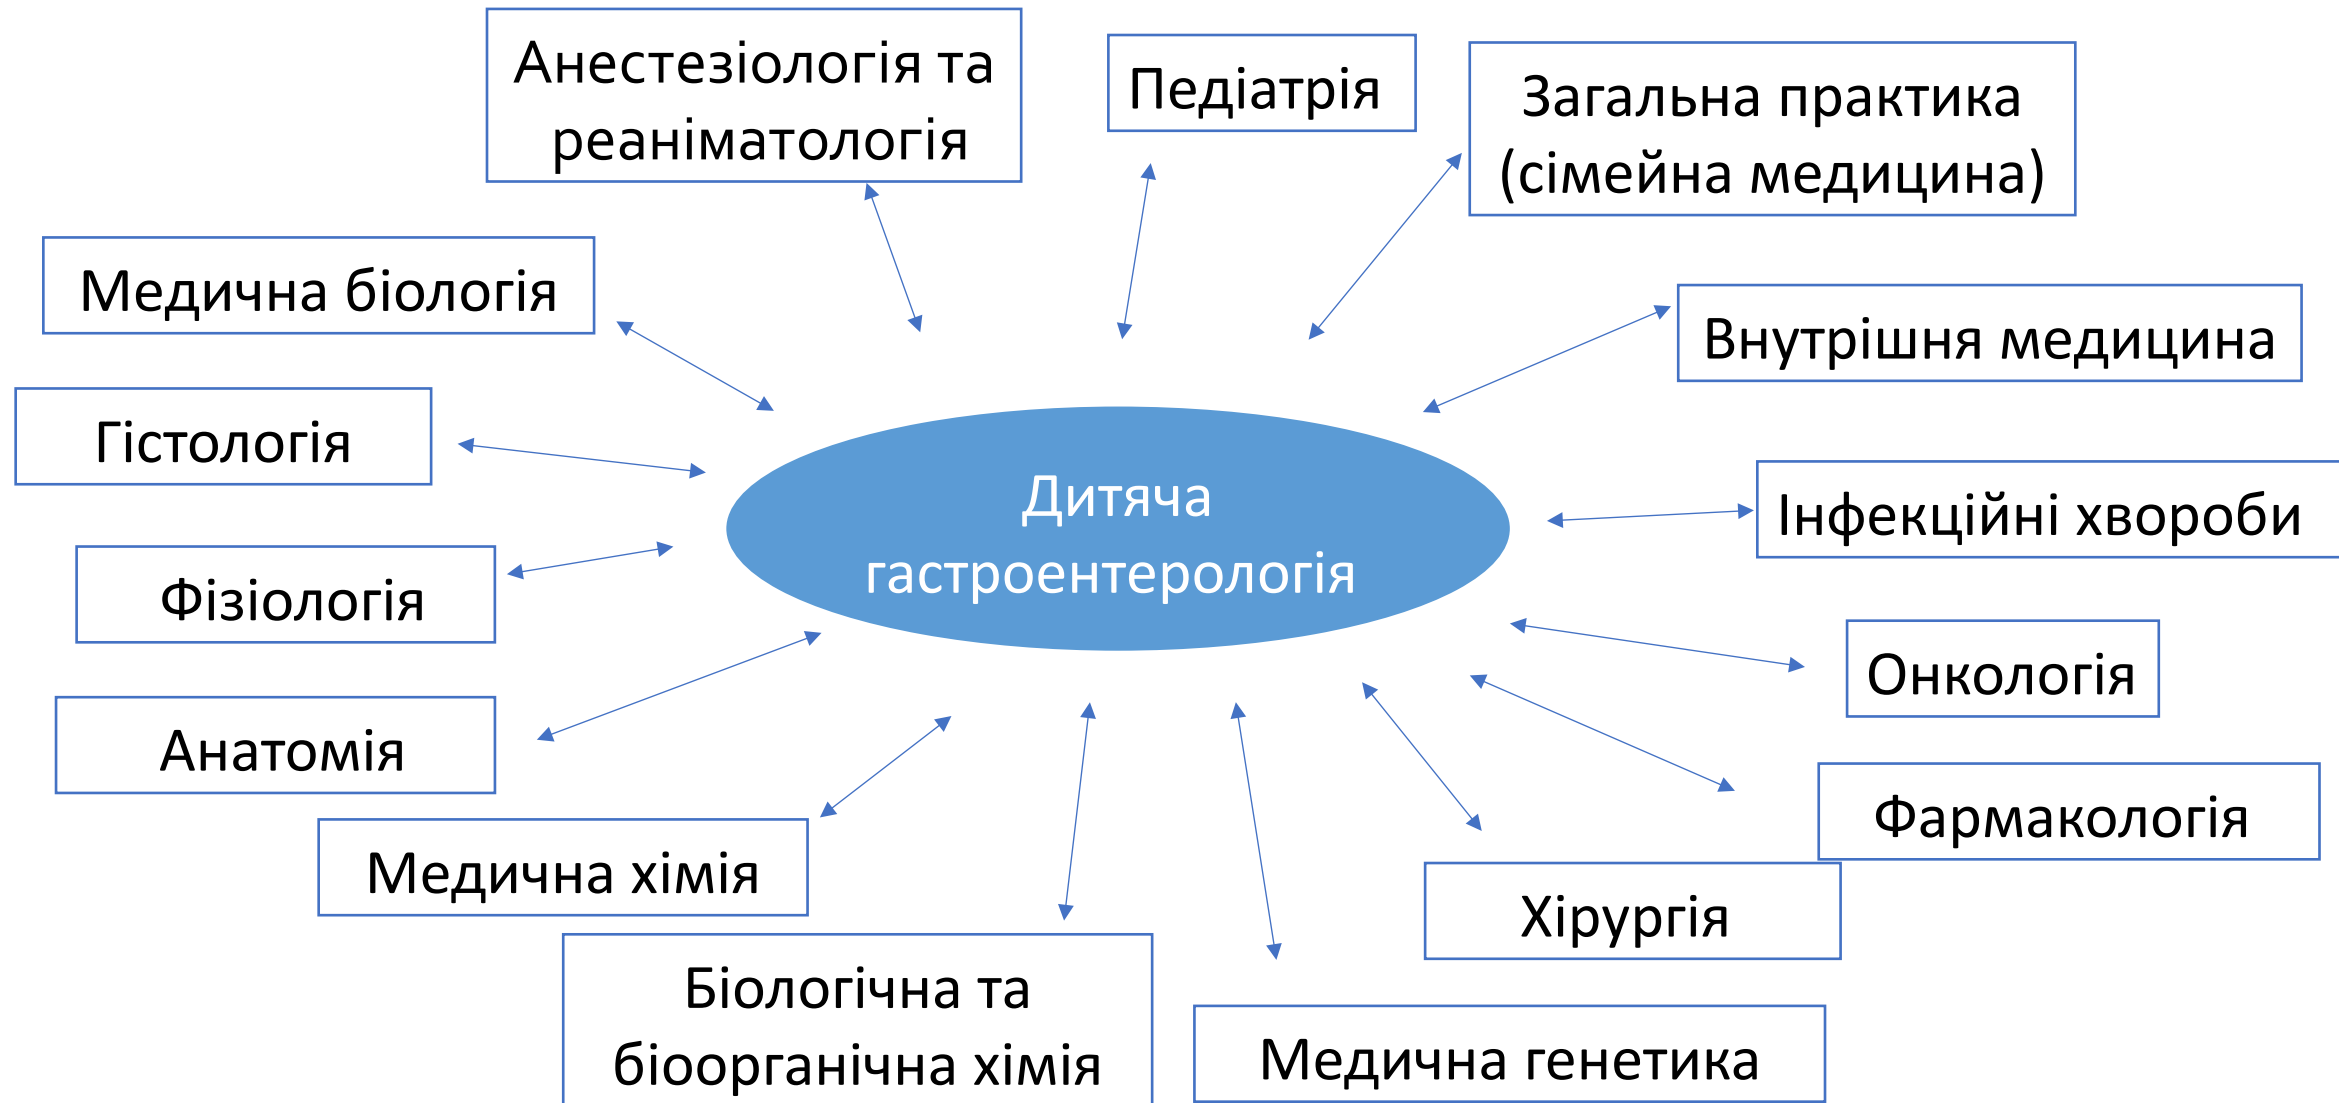 Анестезіологія та
реаніматологія
Педіатрія
Загальна практика
(сімейна медицина)
Медична біологія
Внутрішня медицина
Гістологія
Дитяча
гастроентерологія
Інфекційні хвороби
Фізіологія
Онкологія
Анатомія
Фармакологія
Медична хімія
Хірургія
Біологічна та
біоорганічна хімія
Медична генетика